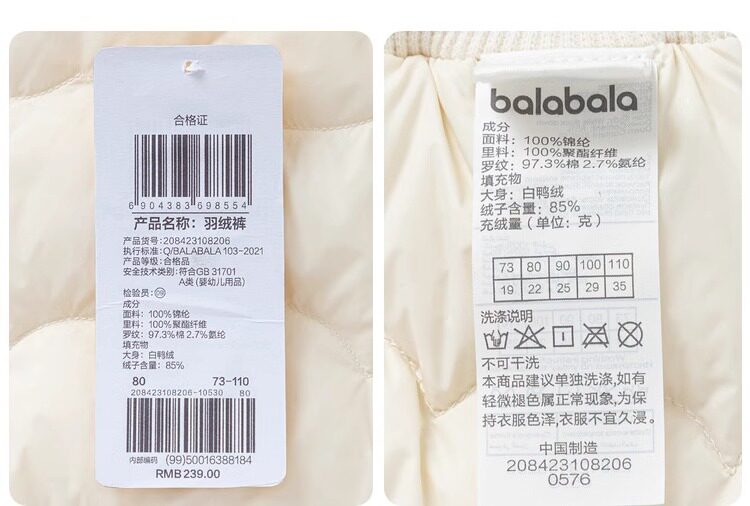 合格证
6 904383 698554
产品名称：羽绒裤
产品货号：208423108206
执行标准：Q/BALABALA 103-2021
产品等级：合格品
安全技术类别：符合GB 31701
A类 (婴幼儿用品)
检验员：
成分
面料：100%锦纶
里料：100%聚酯纤维
罗纹：97.3%棉 2.7%氨纶
填充物
大身：白鸭绒
绒子含量：85%
80 73-110
208423108206-10530 80
内部编码 (99)50016388184
RMB239.00
balabala
成分
面料：100%锦纶
里料：100%聚酯纤维
罗纹：97.3%棉 2.7%氨纶
填充物
大身：白鸭绒
绒子含量：85%
充绒量（单位：克）
73 80 90 100 110
19 22 25 29 35
洗涤说明
不可干洗
本商品建议单独洗涤,如有
轻微褪色属正常现象,为保
持衣服色泽,衣服不宜久浸。
中国制造
208423108206
0576